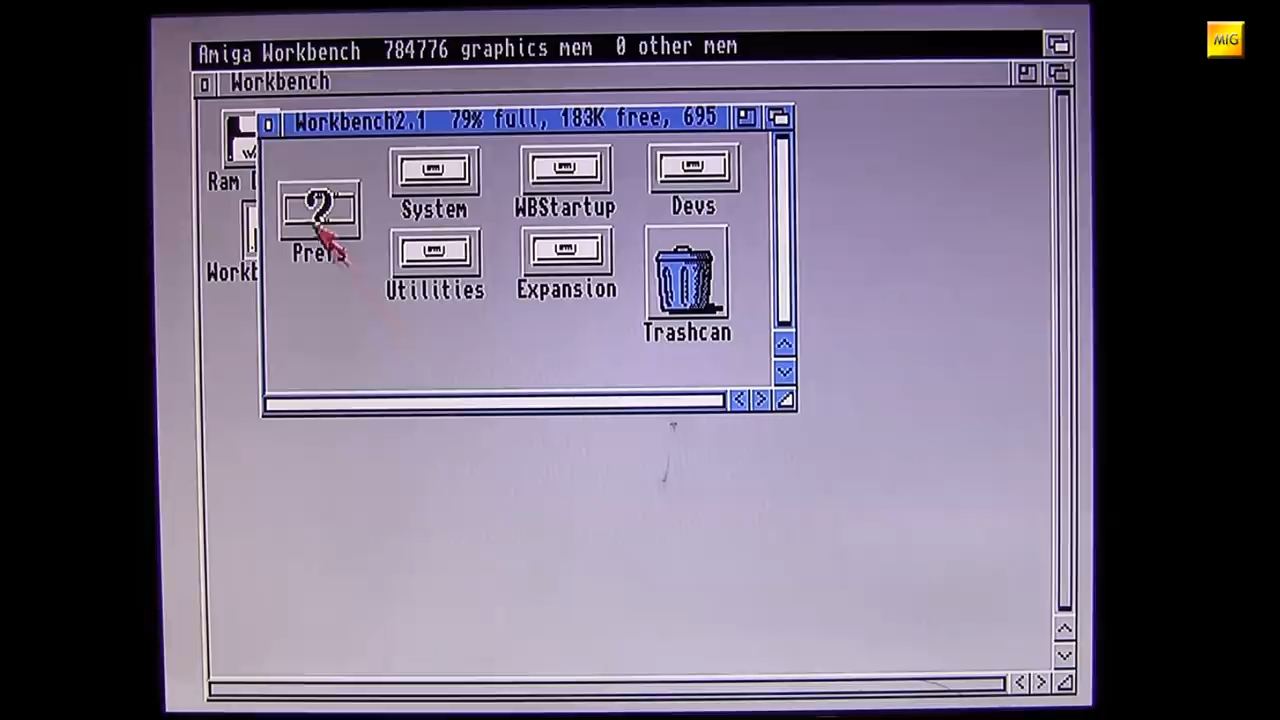 MiG
Amiga Workbench 784776 graphics mem 0 other mem
Workbench
Workbench2.1 79% full, 183K free, 695
Ram
System WBStartup Devs
Prefs
Workb
Utilities Expansion
Trashcan